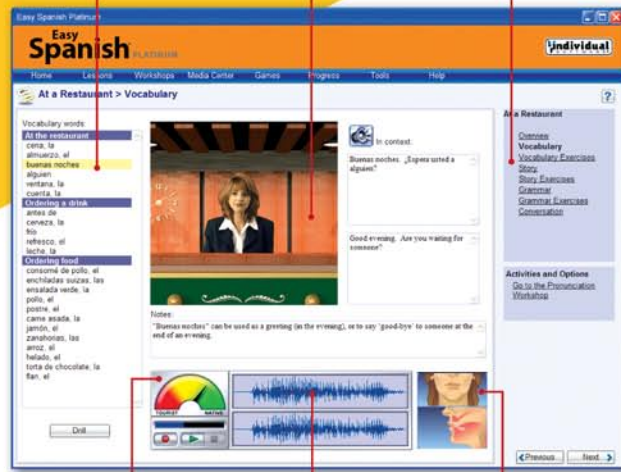 Easy Spanish Platinum
Easy
Spanish PLATINUM
individual
SOFTWARE
Home Lessons Workshops Media Center Games Progress Tools Help
At a Restaurant > Vocabulary
?
Vocabulary words:
At the restaurant
cena, la
almuerzo, el
buenas noches
alguien
ventana, la
cuenta, la
Ordering a drink
antes de
cerveza, la
frío
refresco, el
leche, la
Ordering food
consomé de pollo, el
enchiladas suizas, las
ensalada verde, la
pollo, el
postre, el
carne asada, la
jamón, el
zanahorias, las
arroz, el
helado, el
torta de chocolate, la
flan, el
Drill
In context:
Buenas noches. ¿Espera usted a
alguien?
Good evening. Are you waiting for
someone?
Notes:
"Buenas noches" can be used as a greeting (in the evening), or to say 'good-bye' to someone at the
end of an evening.
TOURIST NATIVE
At a Restaurant
Overview
Vocabulary
Vocabulary Exercises
Story
Story Exercises
Grammar
Grammar Exercises
Conversation
Activities and Options
Go to the Pronunciation
Workshop
Previous Next